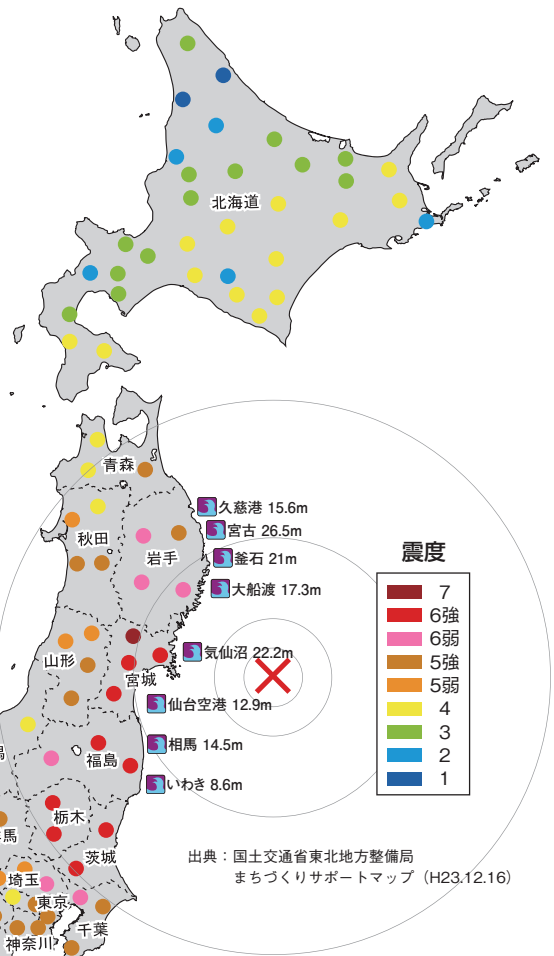 北海道
青森
久慈港 15.6m
宮古 26.5m
秋田
岩手
釜石 21m
大船渡 17.3m
震度
7
6強
6弱
5強
5弱
4
3
2
1
気仙沼 22.2m
山形
宮城
仙台空港 12.9m
相馬 14.5m
福島
いわき 8.6m
栃木
馬
茨城
出典：国土交通省東北地方整備局
まちづくりサポートマップ（H23.12.16）
埼玉
東京
千葉
神奈川